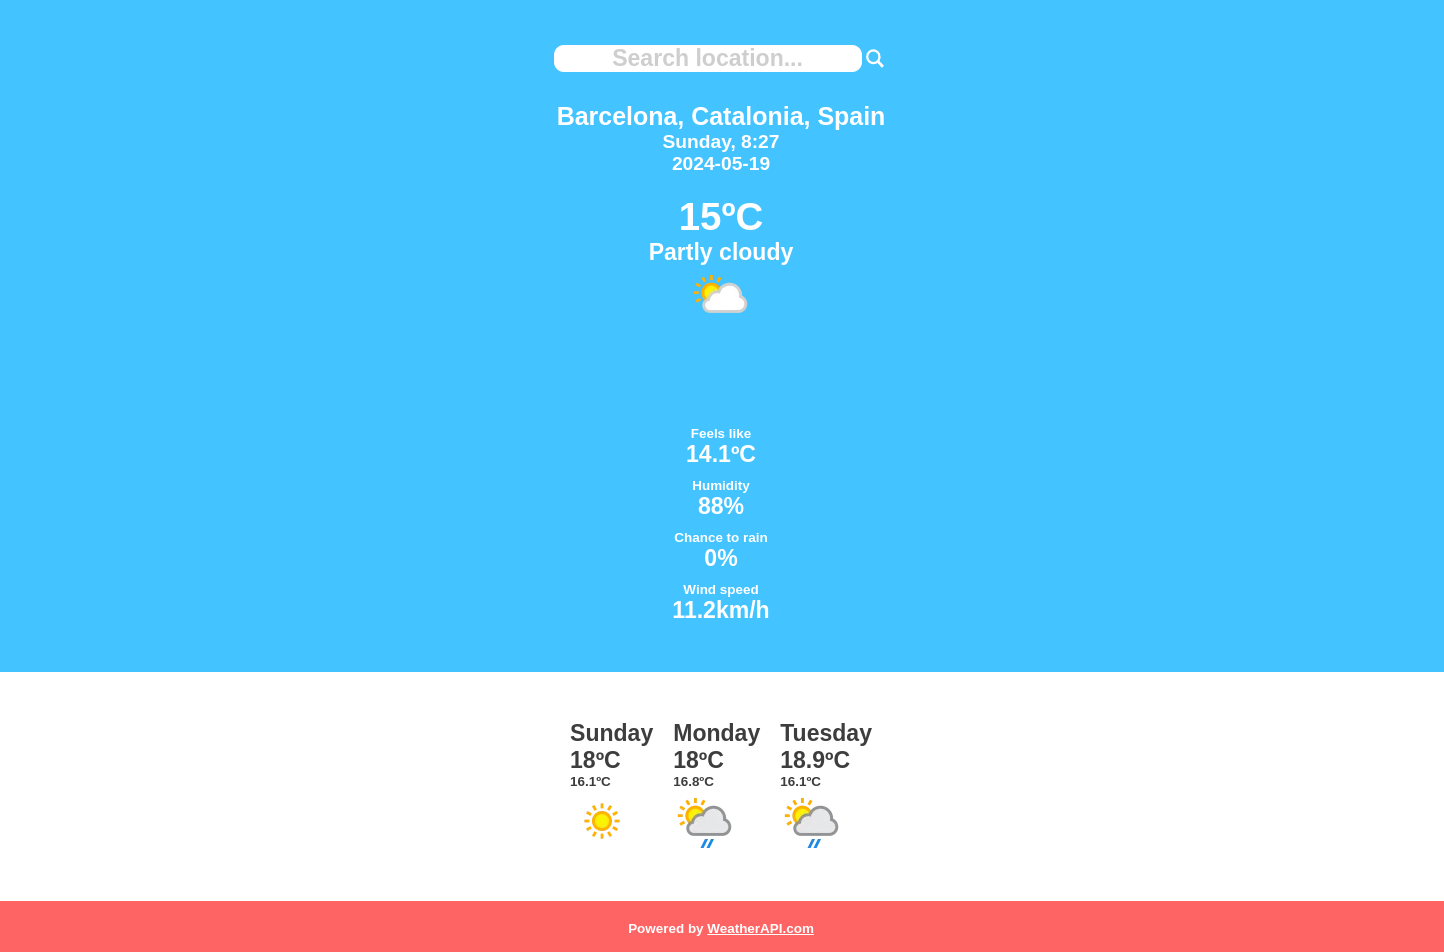 Search location...
Barcelona, Catalonia, Spain
Sunday, 8:27
2024-05-19
15ºC
Partly cloudy
Feels like
14.1ºC
Humidity
88%
Chance to rain
0%
Wind speed
11.2km/h
Sunday
18ºC
16.1ºC
Monday
18ºC
16.8ºC
Tuesday
18.9ºC
16.1ºC
Powered by WeatherAPI.com